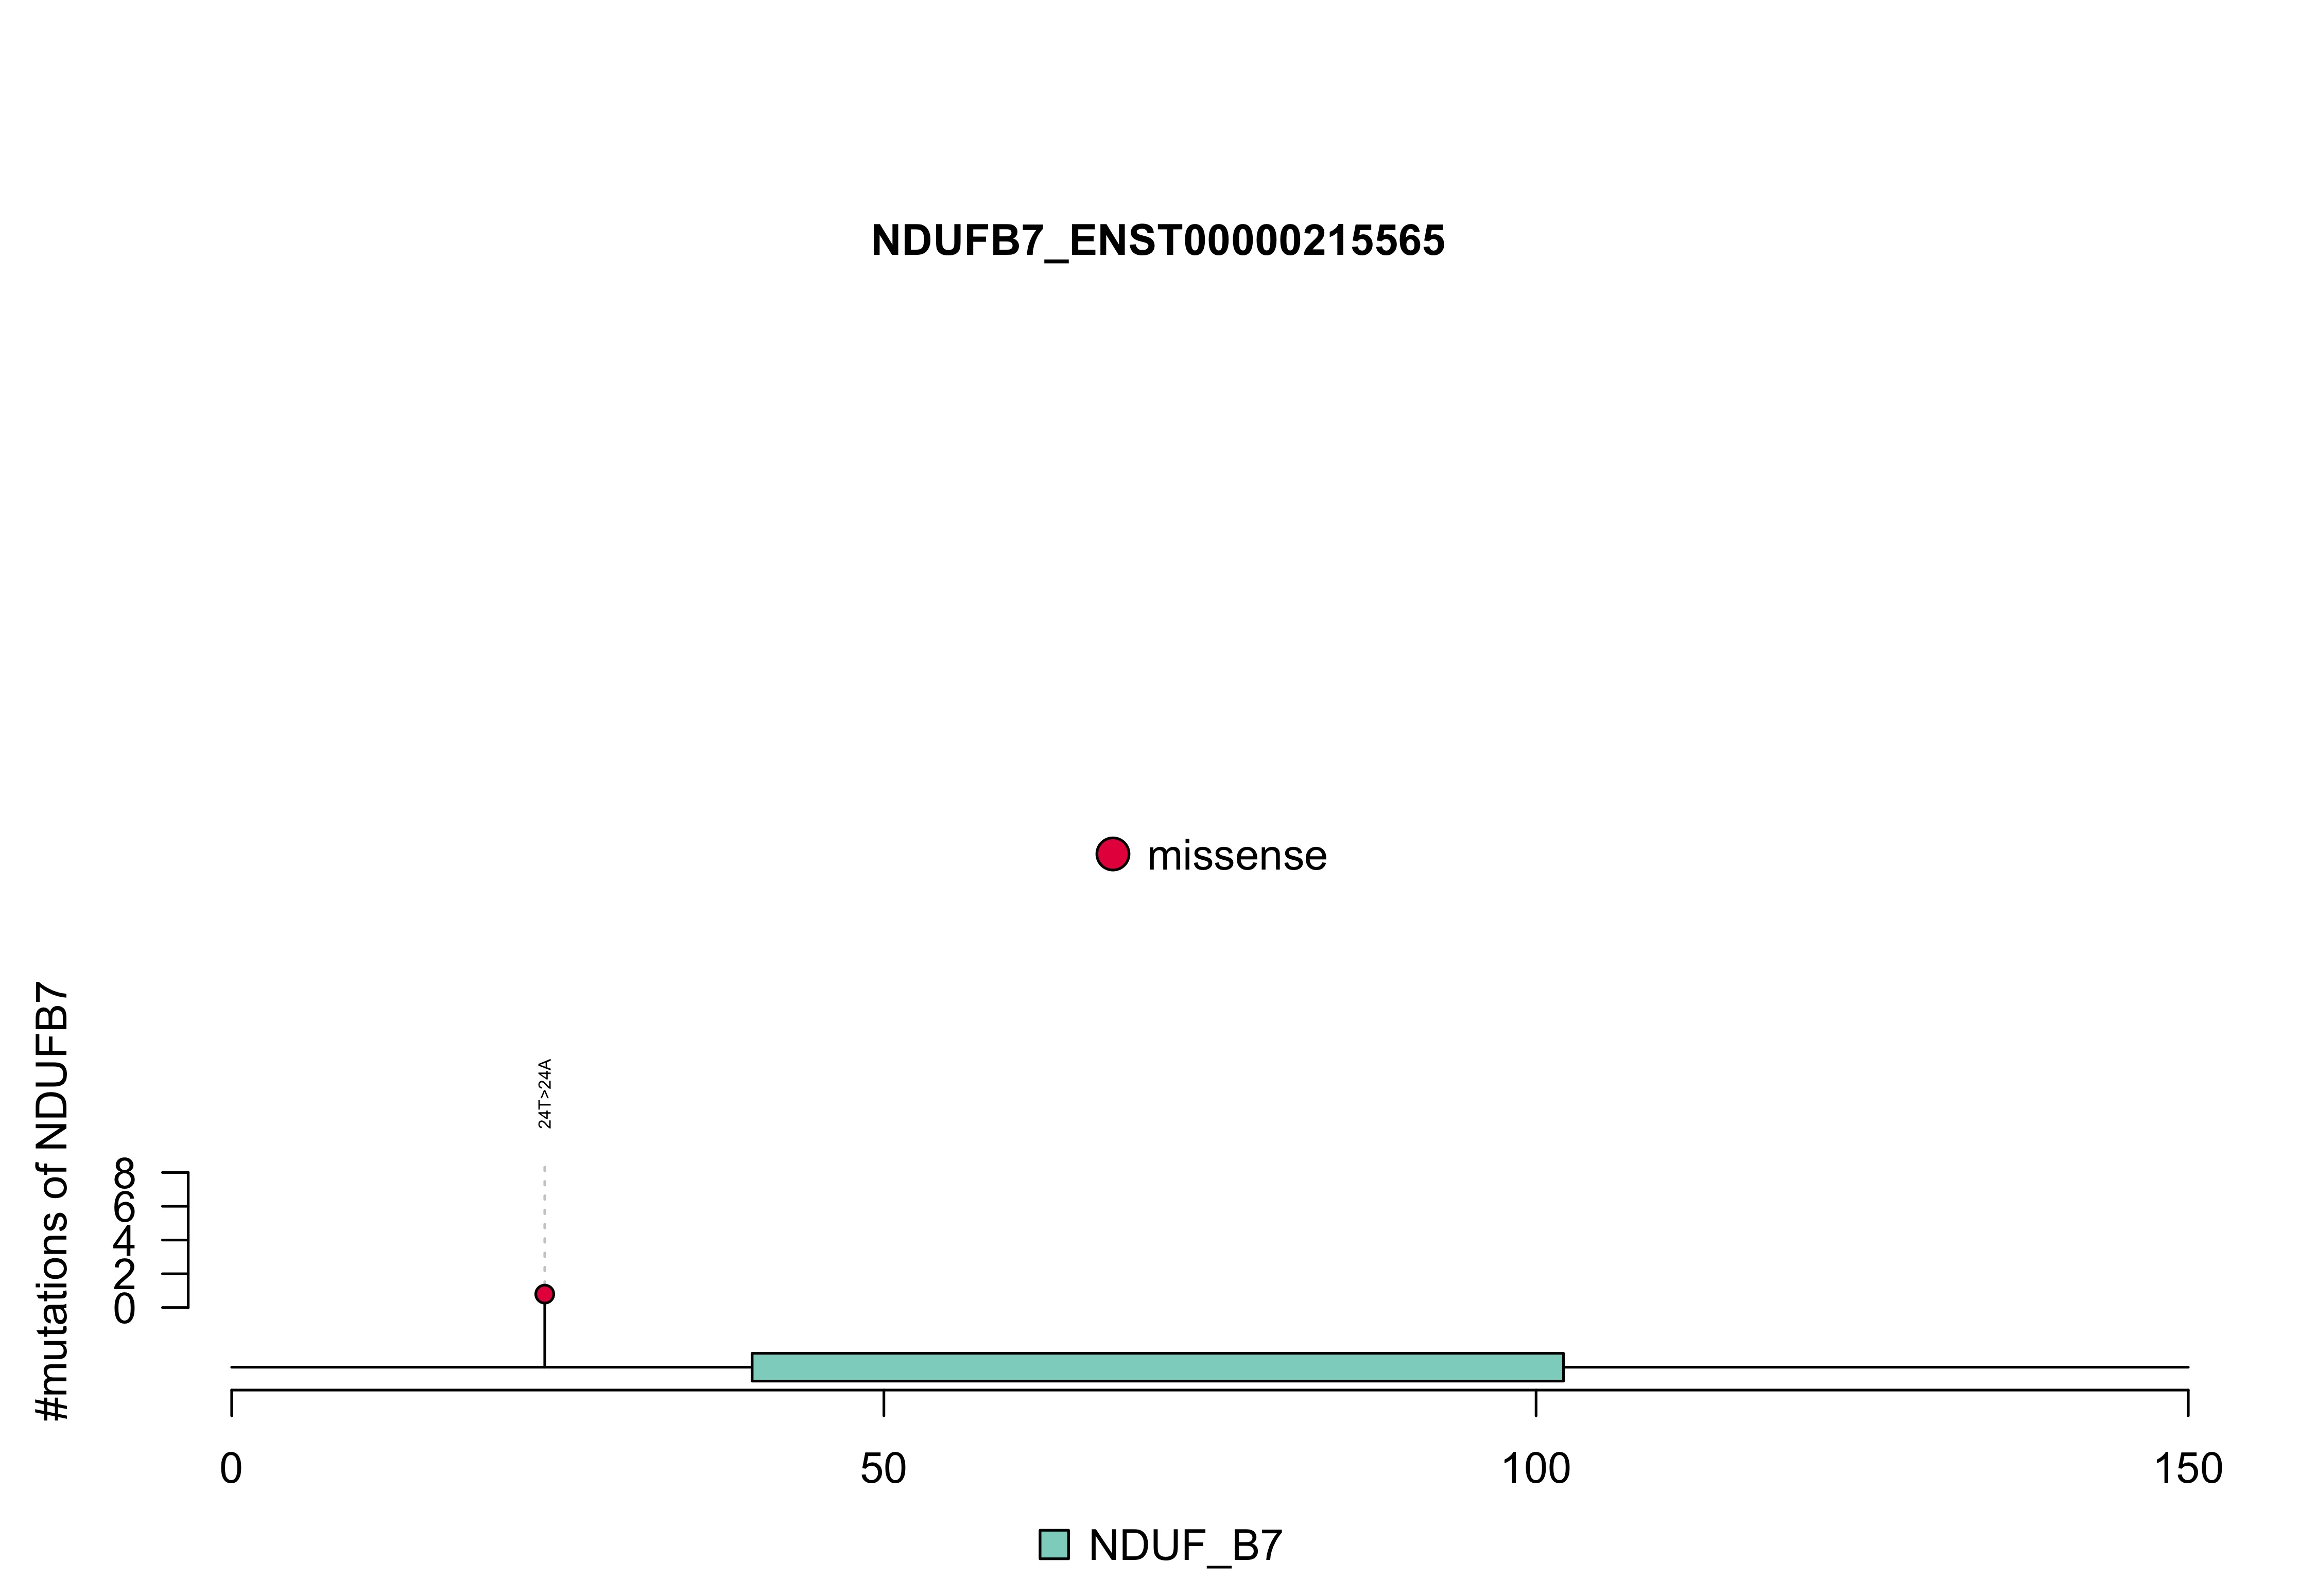 NDUFB7_ENST00000215565
missense
#mutations of NDUFB7
24T>24A
8
6
4
2
0
0 50 100 150
NDUF_B7